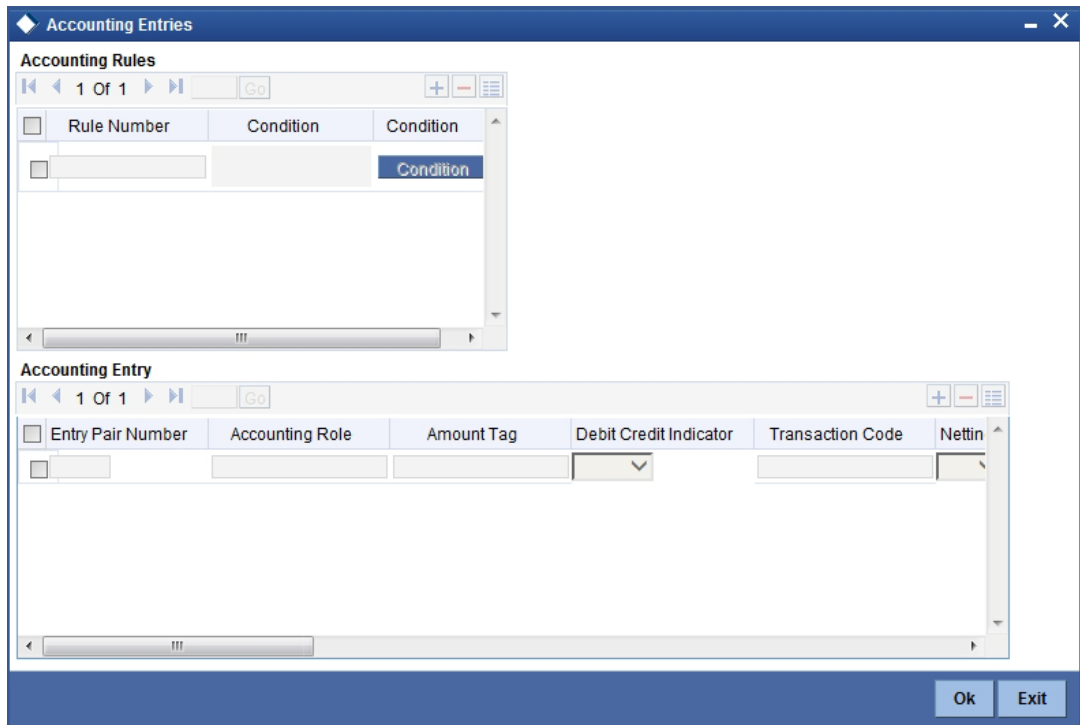 Accounting Entries
Accounting Rules
1 Of 1 Go
Rule Number Condition Condition
Condition
Accounting Entry
1 Of 1 Go
Entry Pair Number Accounting Role Amount Tag Debit Credit Indicator Transaction Code Nettin
Ok Exit